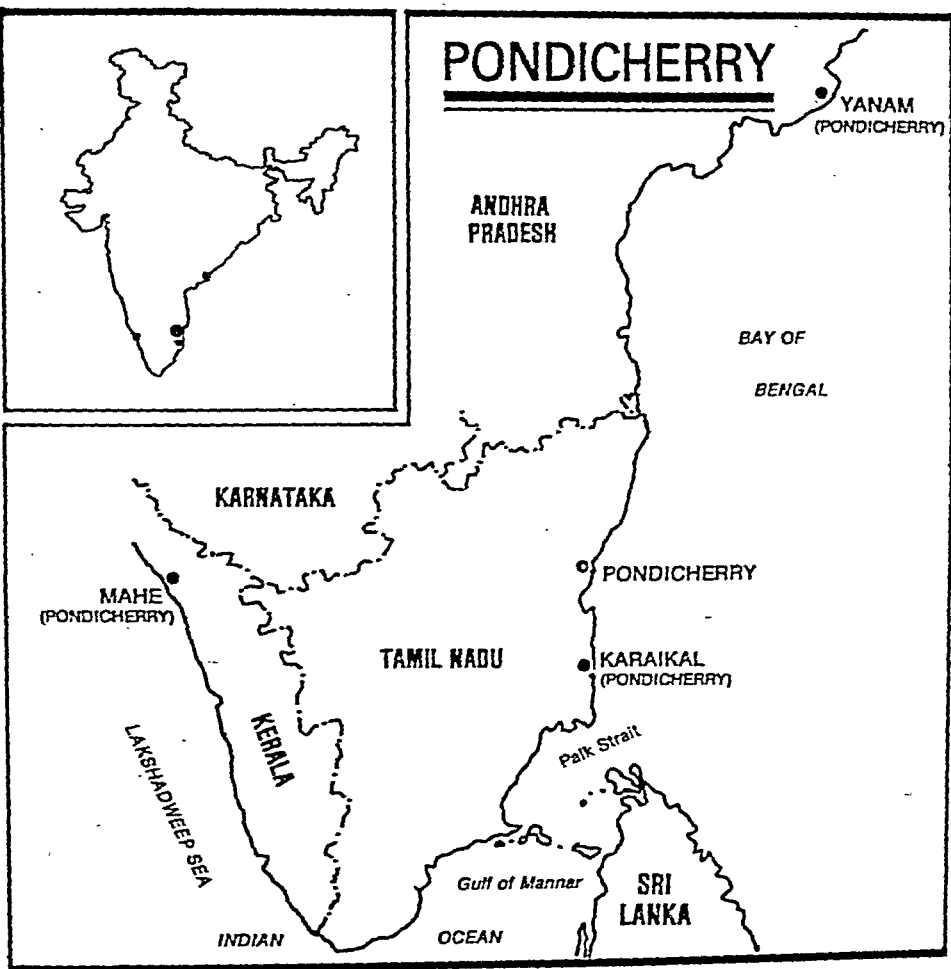 PONDICHERRY
YANAM
(PONDICHERRY)
ANDHRA
PRADESH
BAY OF
BENGAL
KARNATAKA
MAHE
(PONDICHERRY)
PONDICHERRY
TAMIL NADU
KARAIKAL
(PONDICHERRY)
KERALA
LAKSHADWEEP SEA
Palk Strait
Gulf of Mannar
SRI
LANKA
INDIAN
OCEAN